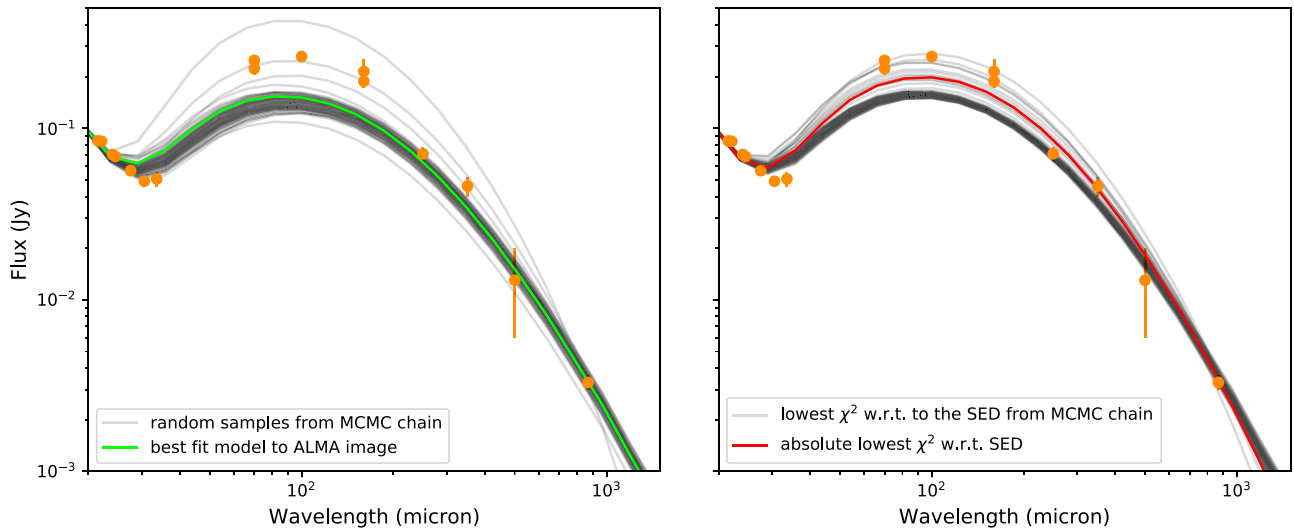 Flux (Jy)
10⁻¹
10⁻²
10⁻³
10²
10³
Wavelength (micron)
random samples from MCMC chain
best fit model to ALMA image
10²
10³
Wavelength (micron)
lowest χ² w.r.t. to the SED from MCMC chain
absolute lowest χ² w.r.t. SED